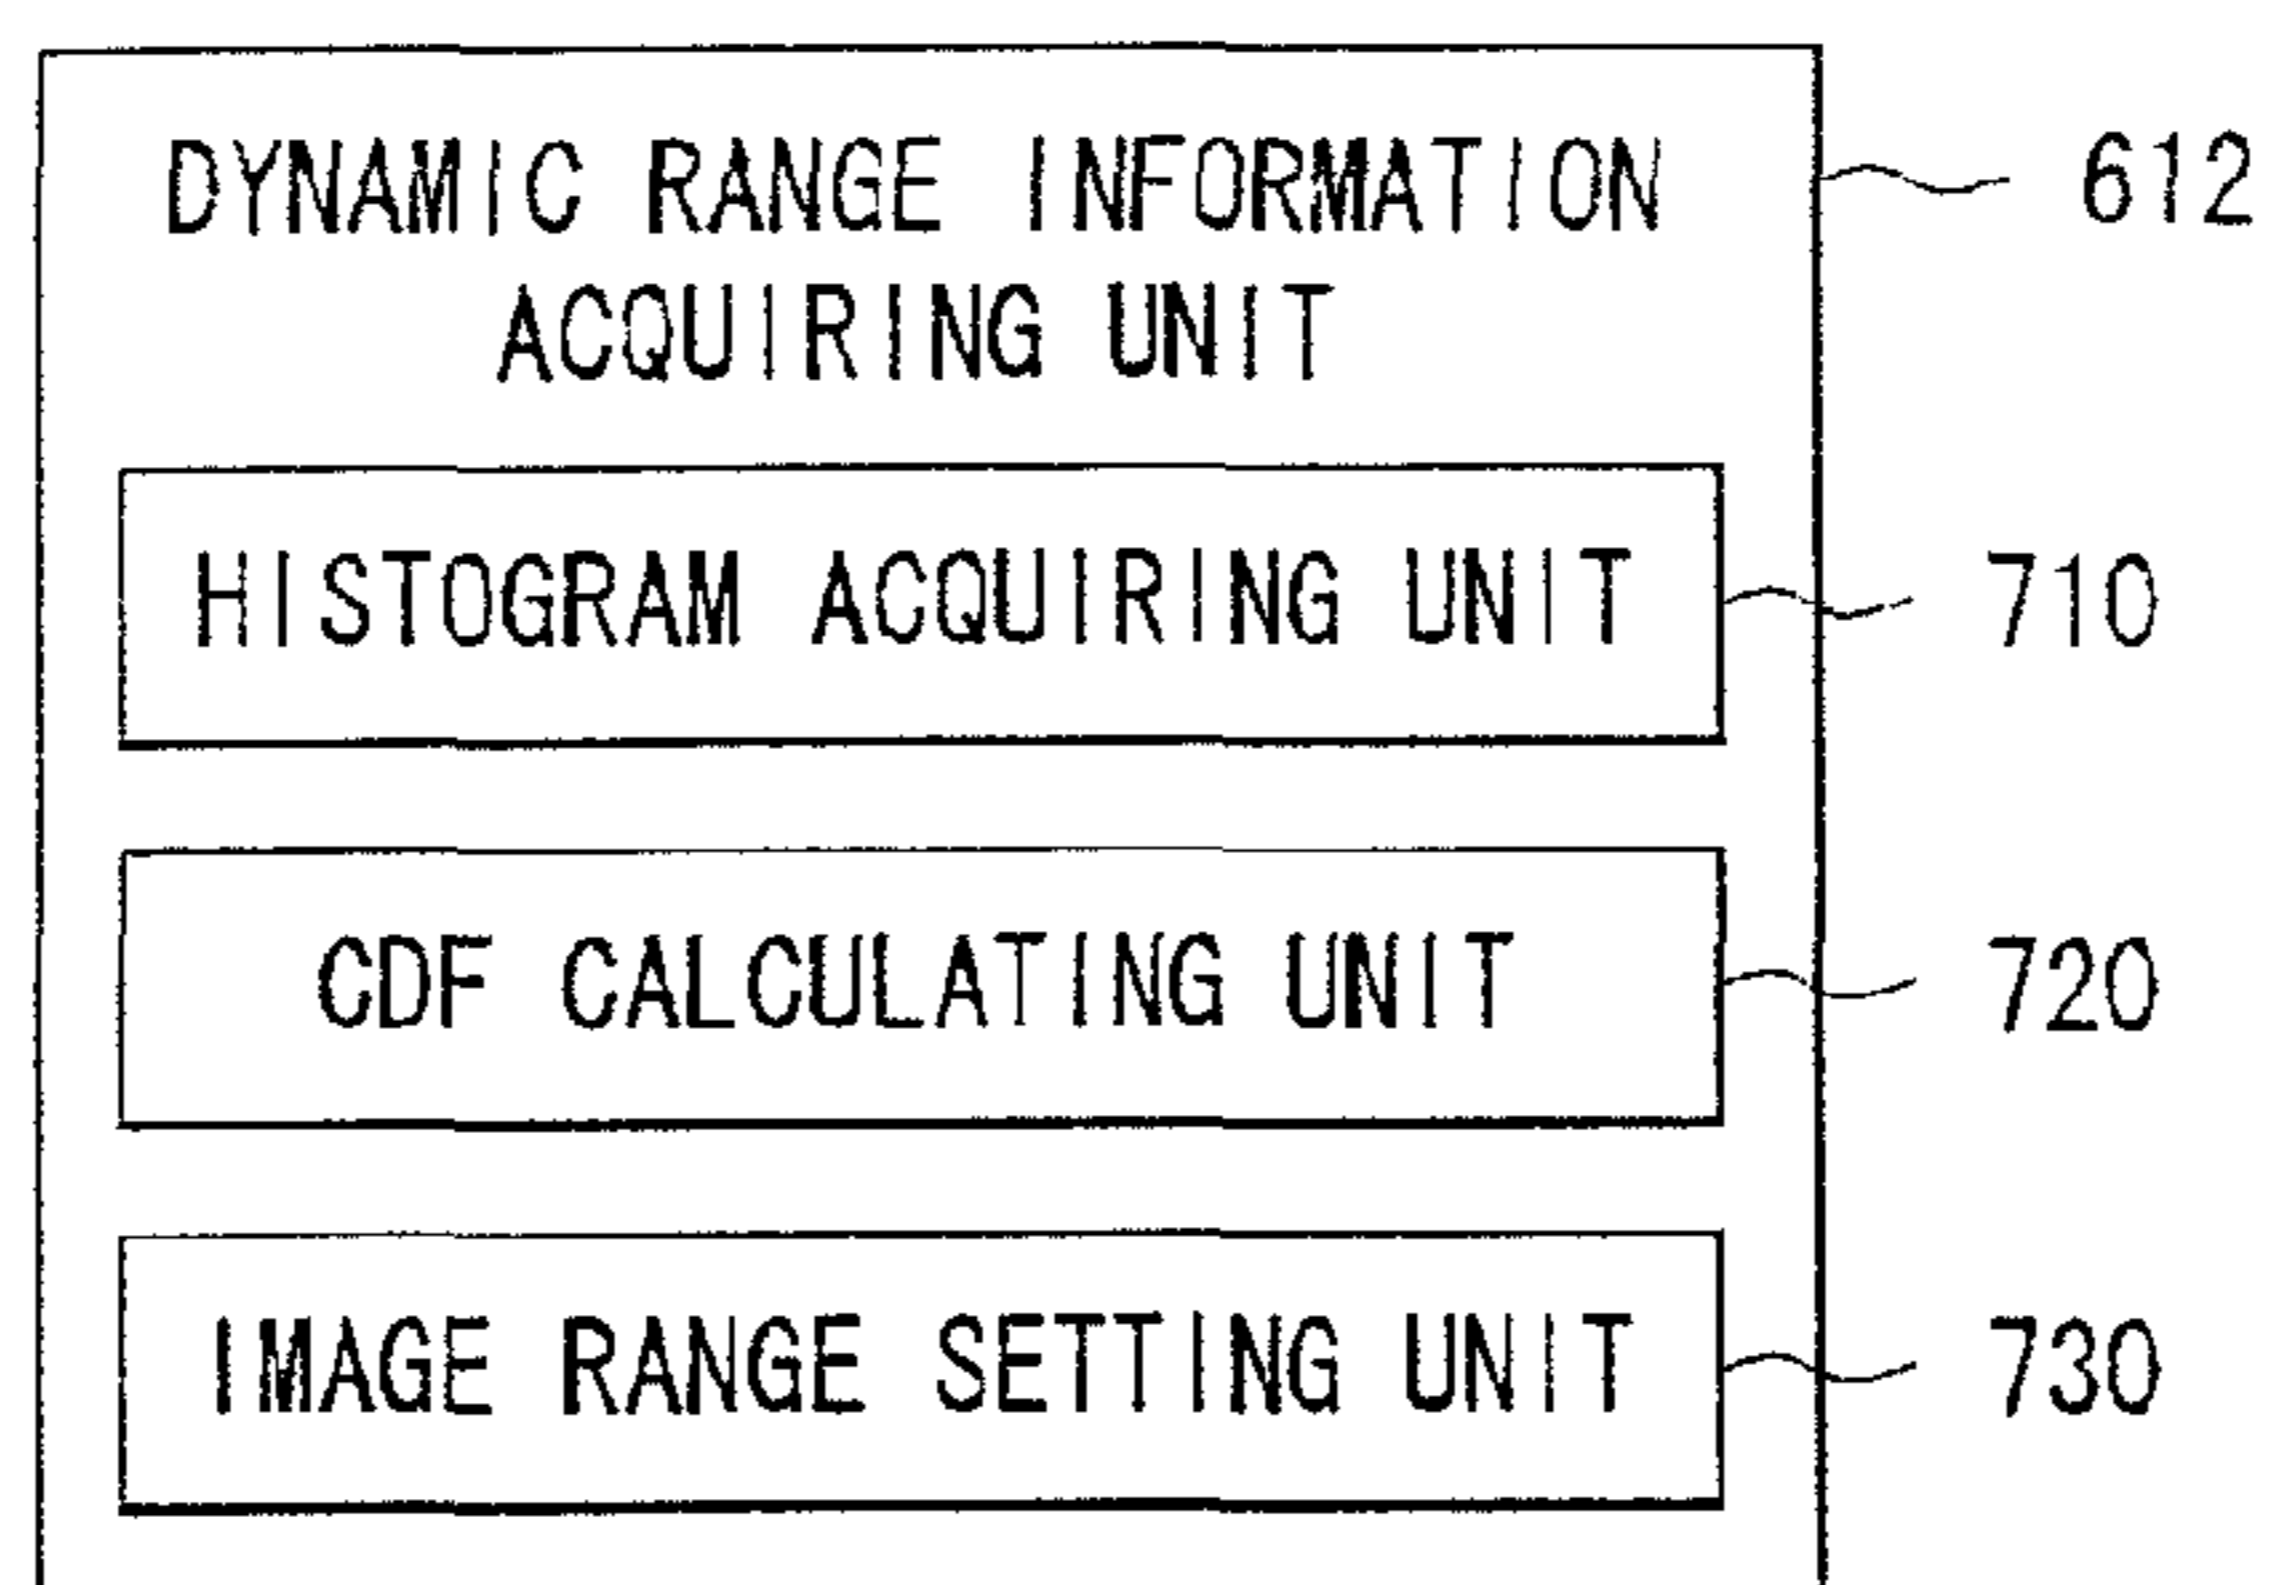 DYNAMIC RANGE INFORMATION 612
ACQUIRING UNIT
HISTOGRAM ACQUIRING UNIT 710
CDF CALCULATING UNIT 720
IMAGE RANGE SETTING UNIT 730